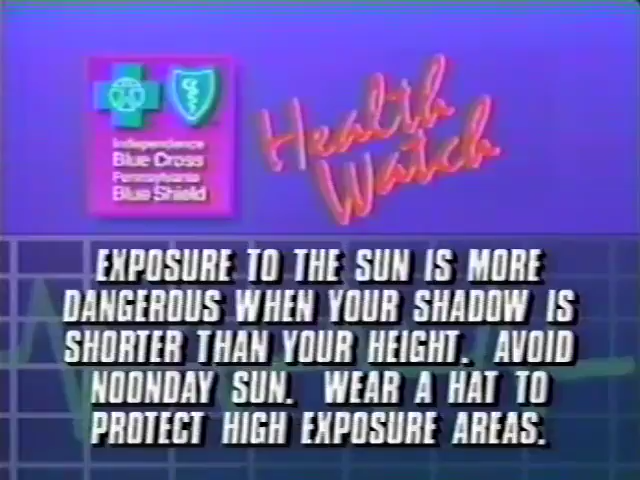 Independence
Blue Cross
Pennsylvania
Blue Shield
Health
Watch
EXPOSURE TO THE SUN IS MORE
DANGEROUS WHEN YOUR SHADOW IS
SHORTER THAN YOUR HEIGHT. AVOID
NOONDAY SUN. WEAR A HAT TO
PROTECT HIGH EXPOSURE AREAS.